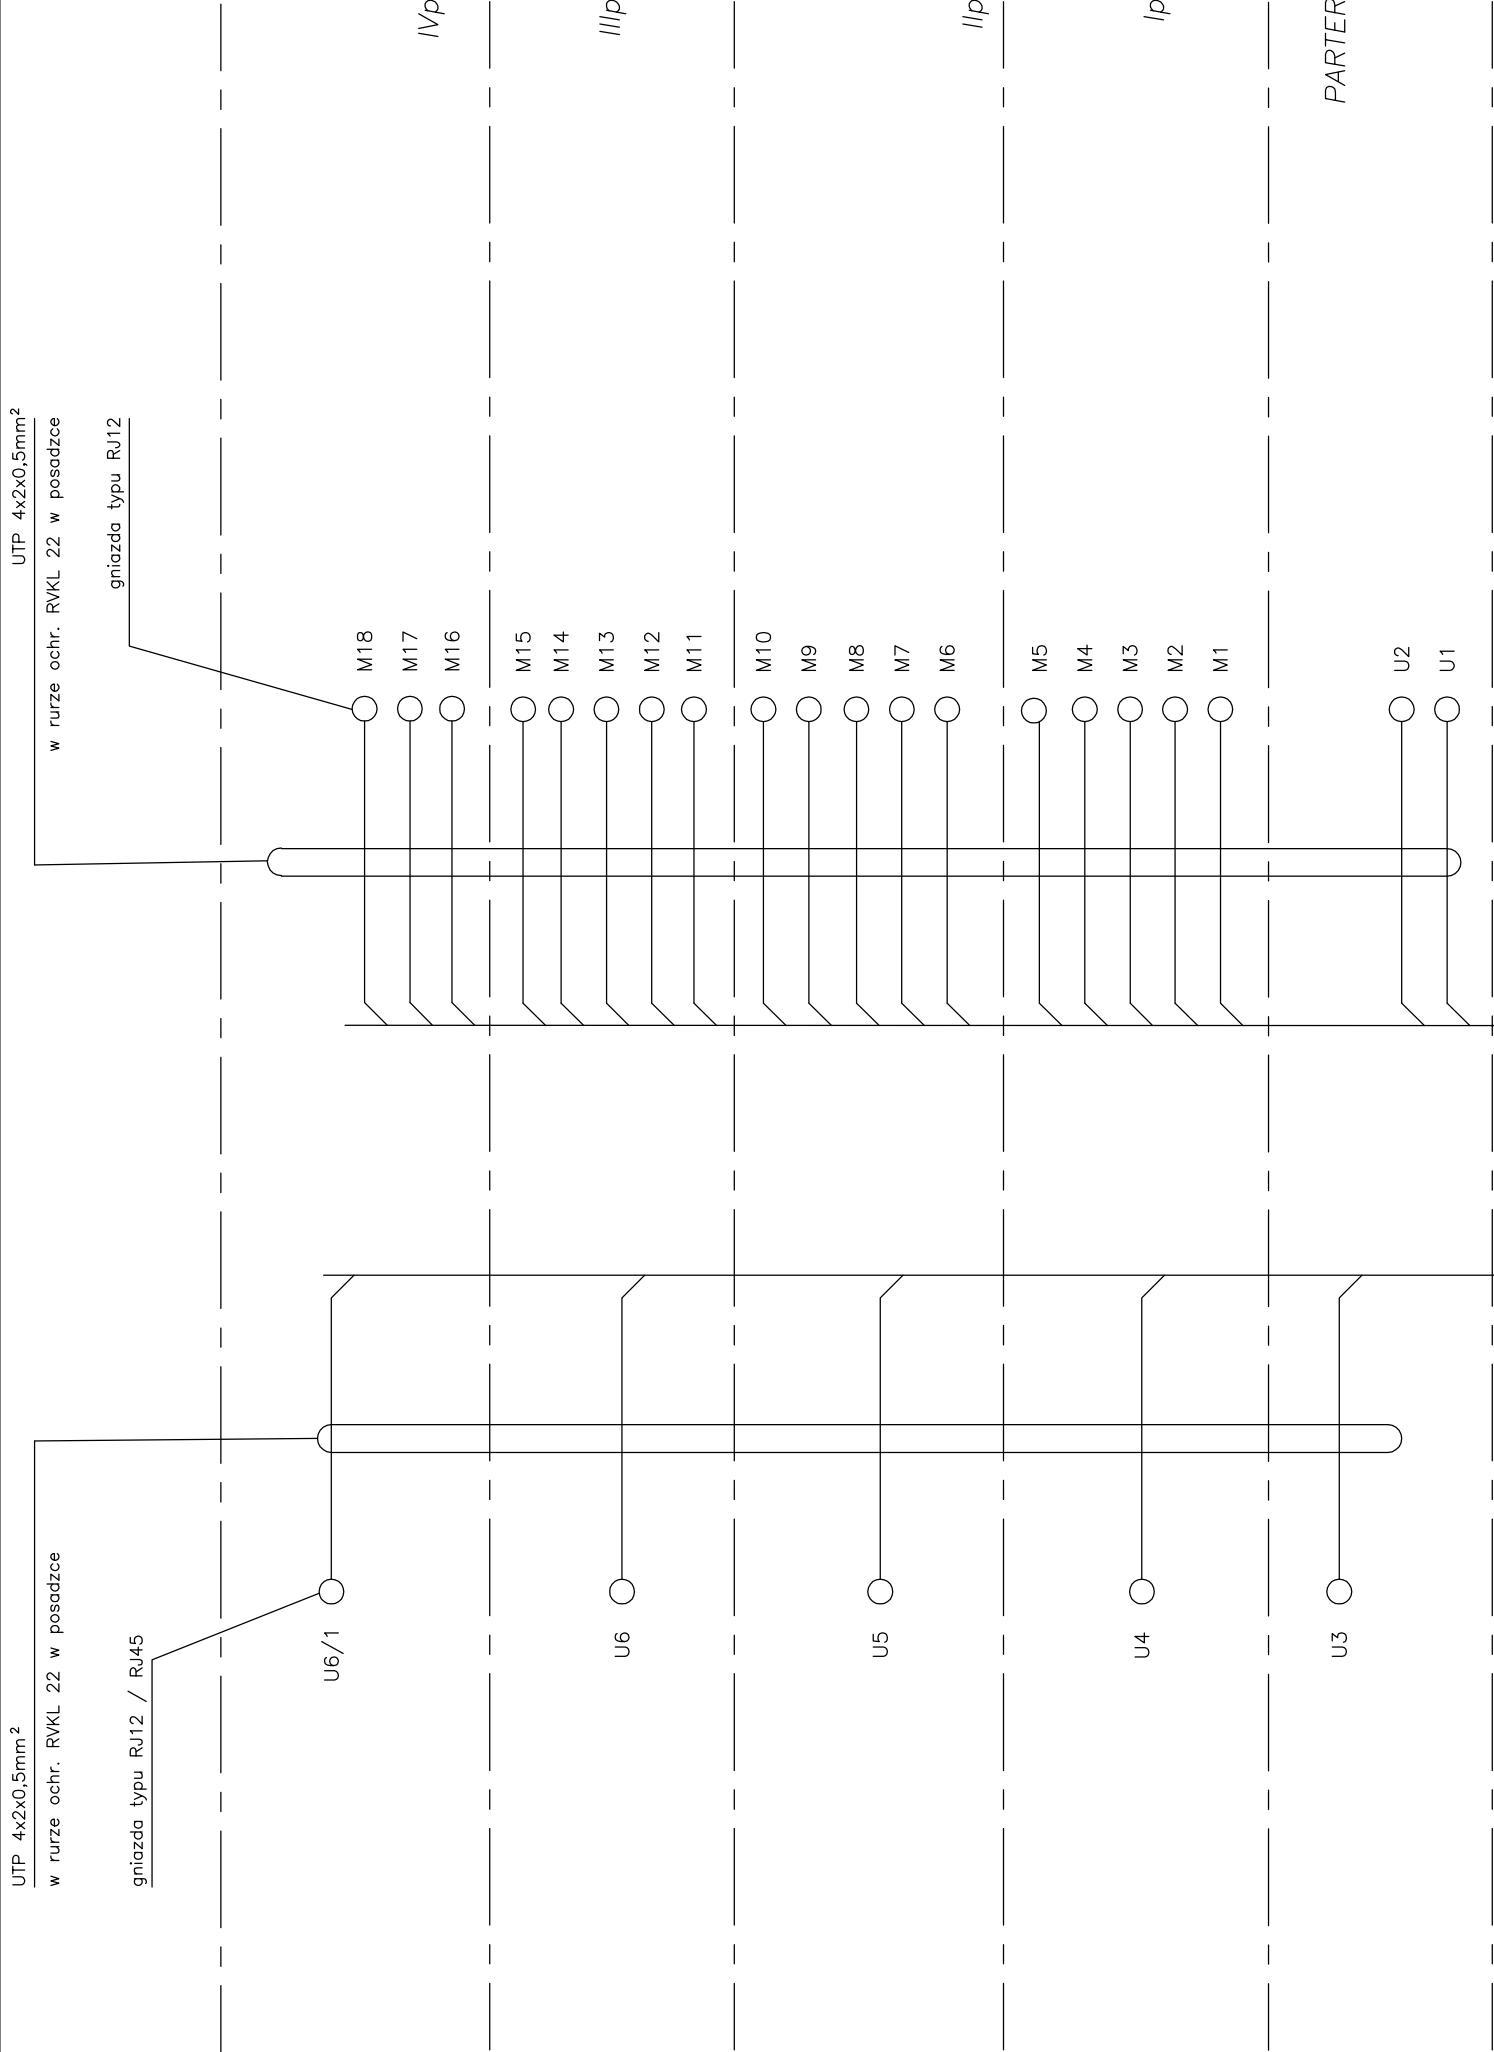 UTP 4x2x0,5mm²
w rurze ochr. RVKL 22 w posadzce
gniazda typu RJ12 / RJ45
UTP 4x2x0,5mm²
w rurze ochr. RVKL 22 w posadzce
gniazda typu RJ12
U6/1
M18
M17
M16
IVp
U6
M15
M14
M13
M12
M11
IIIp
U5
M10
M9
M8
M7
M6
IIp
U4
M5
M4
M3
M2
M1
Ip
U3
U2
U1
PARTER